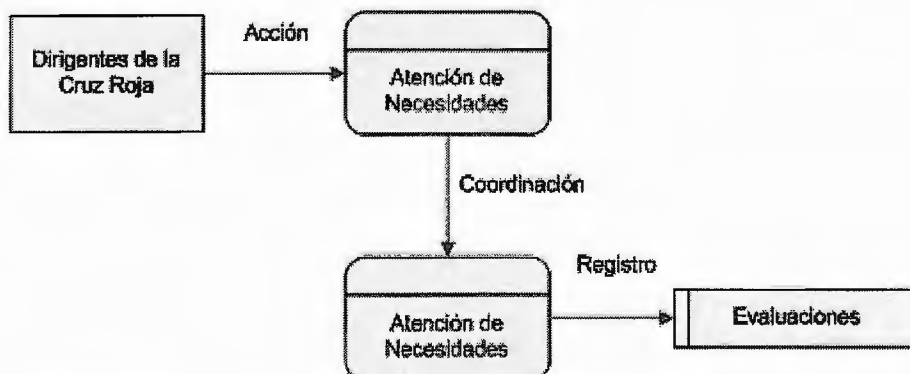 Acción
Dirigentes de la
Cruz Roja
Atención de
Necesidades
Coordinación
Registro
Atención de
Necesidades
Evaluaciones